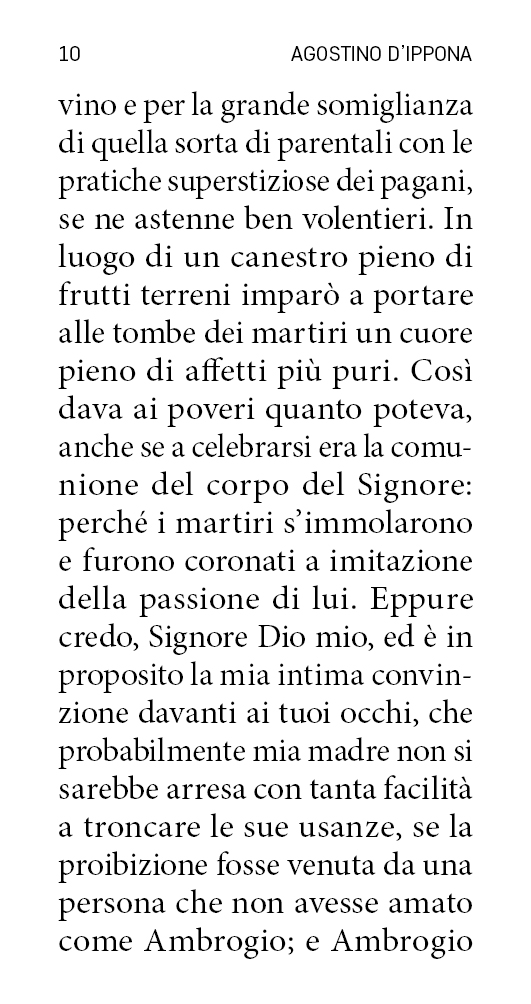 10 AGOSTINO D’IPPONA
vino e per la grande somiglianza
di quella sorta di parentali con le
pratiche superstiziose dei pagani,
se ne astenne ben volentieri. In
luogo di un canestro pieno di
frutti terreni imparò a portare
alle tombe dei martiri un cuore
pieno di affetti più puri. Così
dava ai poveri quanto poteva,
anche se a celebrarsi era la comu-
nione del corpo del Signore:
perché i martiri s’immolarono
e furono coronati a imitazione
della passione di lui. Eppure
credo, Signore Dio mio, ed è in
proposito la mia intima convin-
zione davanti ai tuoi occhi, che
probabilmente mia madre non si
sarebbe arresa con tanta facilità
a troncare le sue usanze, se la
proibizione fosse venuta da una
persona che non avesse amato
come Ambrogio; e Ambrogio